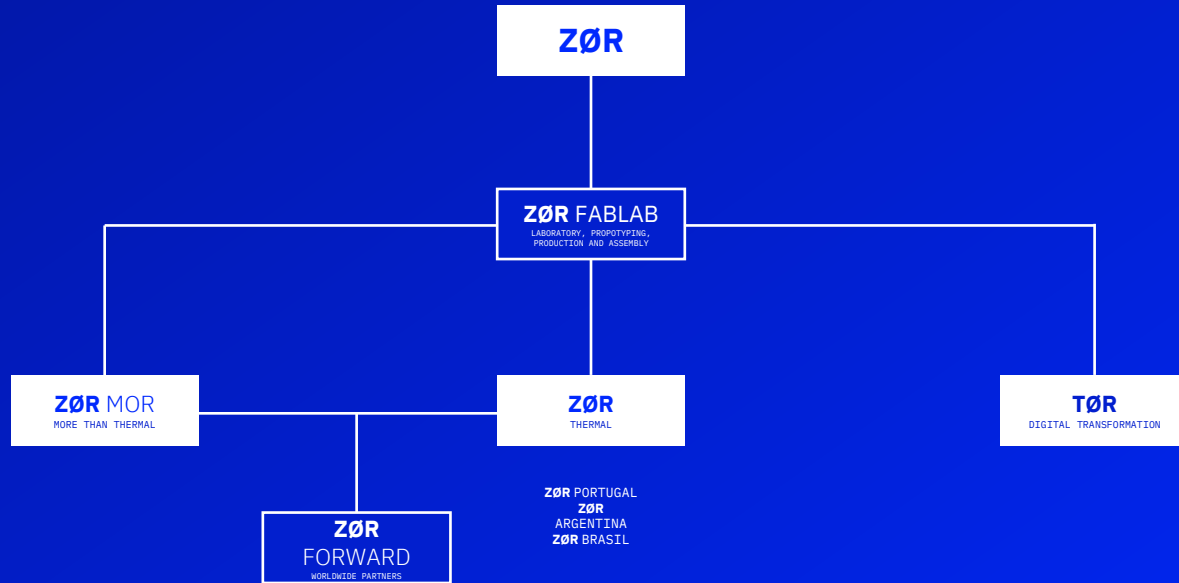 ZØR
ZØR FABLAB
LABORATORY, PROPOTYPING,
PRODUCTION AND ASSEMBLY
ZØR MOR
MORE THAN THERMAL
ZØR
THERMAL
TØR
DIGITAL TRANSFORMATION
ZØR PORTUGAL
ZØR
ARGENTINA
ZØR BRASIL
ZØR
FORWARD
WORLDWIDE PARTNERS